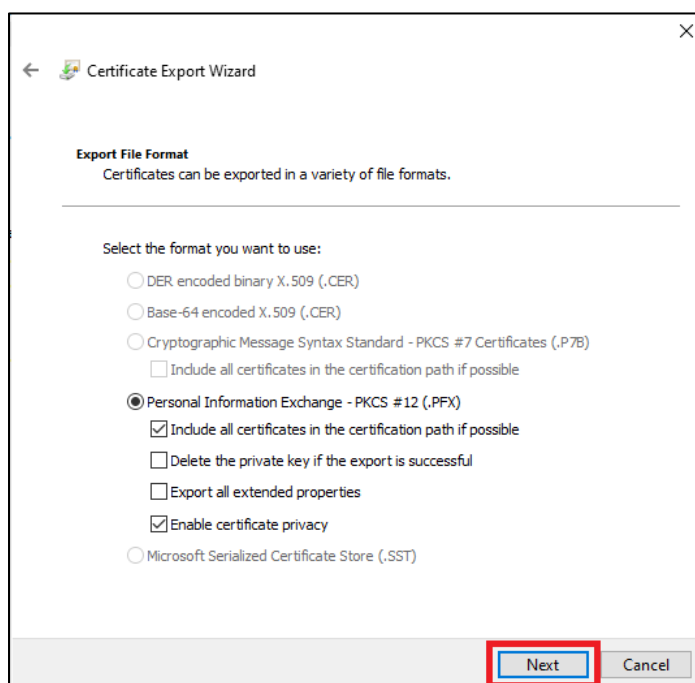 Certificate Export Wizard
Export File Format
Certificates can be exported in a variety of file formats.
Select the format you want to use:
DER encoded binary X.509 (.CER)
Base-64 encoded X.509 (.CER)
Cryptographic Message Syntax Standard - PKCS #7 Certificates (.P7B)
Include all certificates in the certification path if possible
Personal Information Exchange - PKCS #12 (.PFX)
Include all certificates in the certification path if possible
Delete the private key if the export is successful
Export all extended properties
Enable certificate privacy
Microsoft Serialized Certificate Store (.SST)
Next Cancel